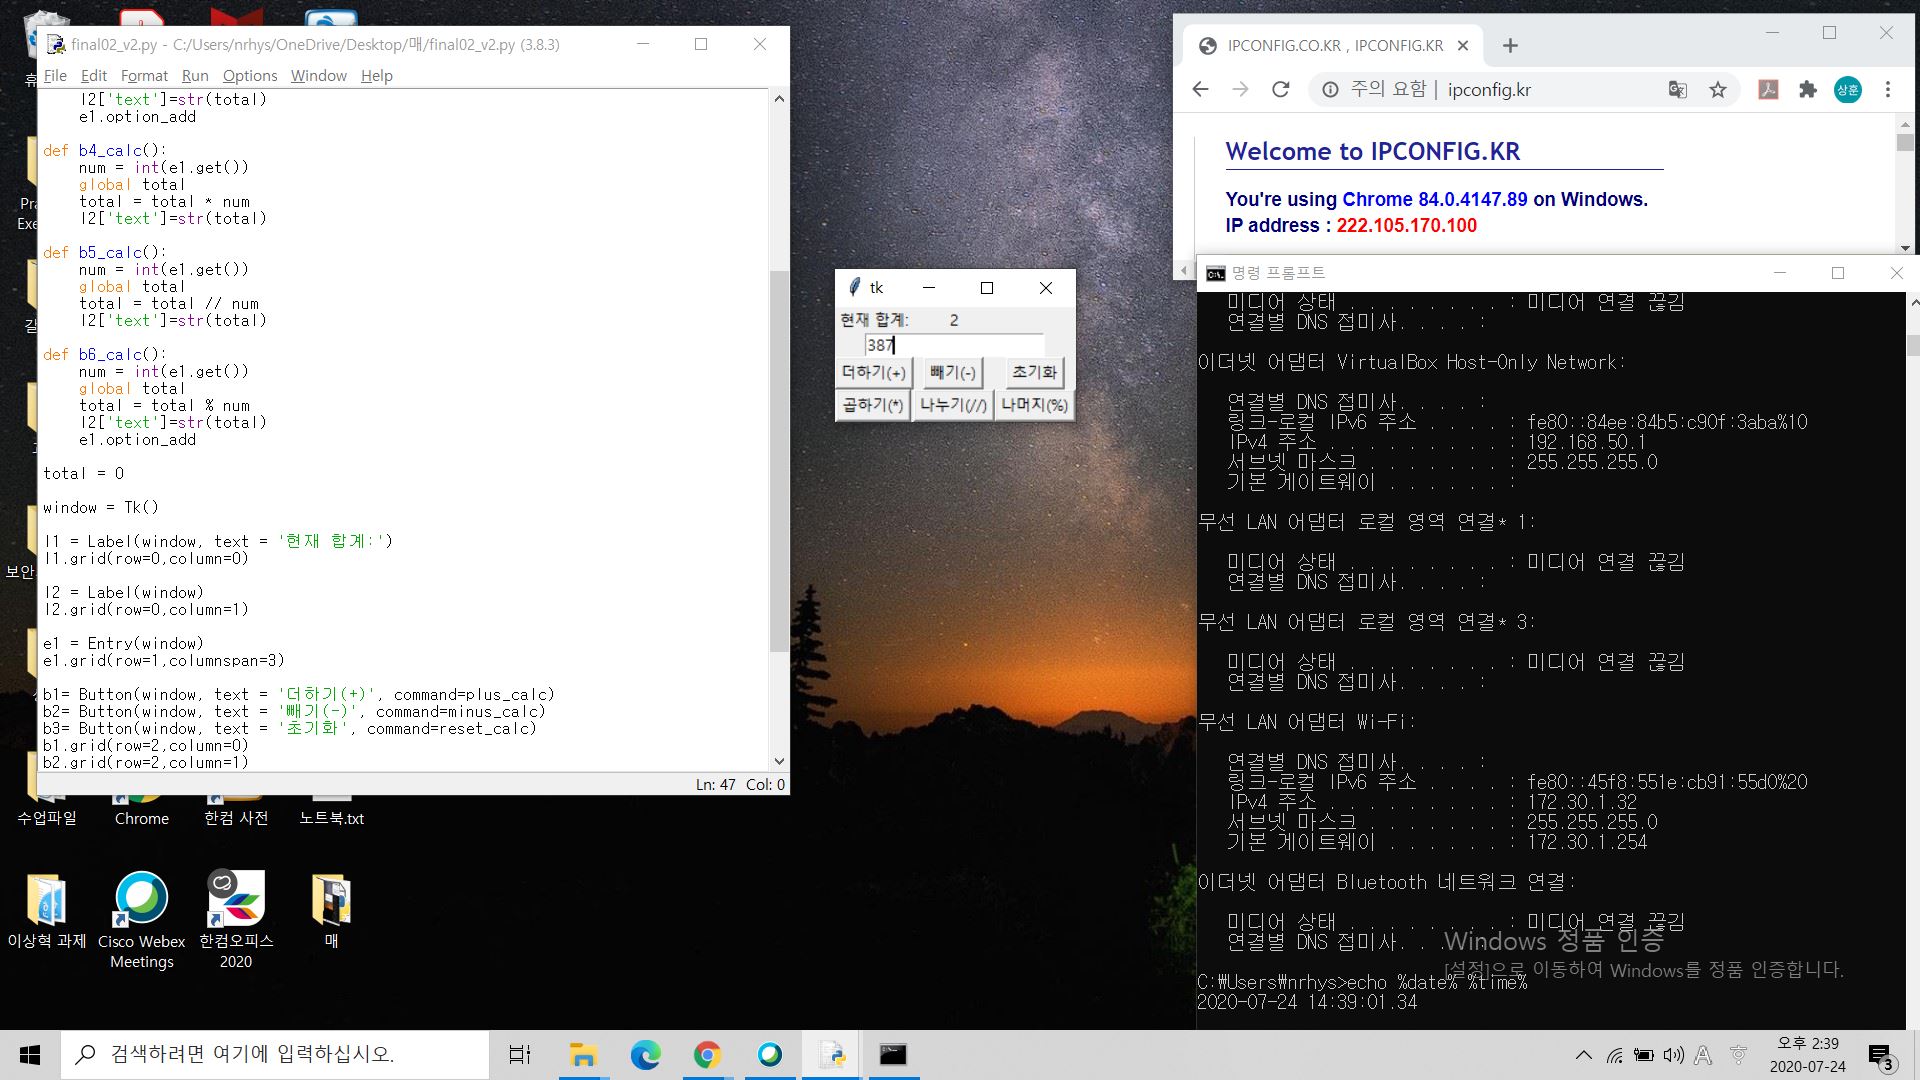 final02_v2.py - C:/Users/nrhys/OneDrive/Desktop/매/final02_v2.py (3.8.3)
File Edit Format Run Options Window Help
l2['text']=str(total)
e1.option_add
def b4_calc():
num = int(e1.get())
global total
total = total * num
l2['text']=str(total)
def b5_calc():
num = int(e1.get())
global total
total = total // num
l2['text']=str(total)
def b6_calc():
num = int(e1.get())
global total
total = total % num
l2['text']=str(total)
e1.option_add
total = 0
window = Tk()
l1 = Label(window, text = '현재 합계:')
l1.grid(row=0,column=0)
l2 = Label(window)
l2.grid(row=0,column=1)
e1 = Entry(window)
e1.grid(row=1,columnspan=3)
b1= Button(window, text = '더하기(+)', command=plus_calc)
b2= Button(window, text = '빼기(-)', command=minus_calc)
b3= Button(window, text = '초기화', command=reset_calc)
b1.grid(row=2,column=0)
b2.grid(row=2,column=1)
Ln: 47 Col: 0
tk
현재 합계: 2
387
더하기(+) 빼기(-) 초기화
곱하기(*) 나누기(//) 나머지(%)
IPCONFIG.CO.KR , IPCONFIG.KR
주의 요함 | ipconfig.kr
상훈
Welcome to IPCONFIG.KR
You're using Chrome 84.0.4147.89 on Windows.
IP address : 222.105.170.100
명령 프롬프트
미디어 상태 . . . . . . . . : 미디어 연결 끊김
연결별 DNS 접미사. . . . :
이더넷 어댑터 VirtualBox Host-Only Network:
연결별 DNS 접미사. . . . :
링크-로컬 IPv6 주소 . . . . : fe80::84ee:84b5:c90f:3aba%10
IPv4 주소 . . . . . . . . . : 192.168.50.1
서브넷 마스크 . . . . . . . : 255.255.255.0
기본 게이트웨이 . . . . . . :
무선 LAN 어댑터 로컬 영역 연결* 1:
미디어 상태 . . . . . . . . : 미디어 연결 끊김
연결별 DNS 접미사. . . . :
무선 LAN 어댑터 로컬 영역 연결* 3:
미디어 상태 . . . . . . . . : 미디어 연결 끊김
연결별 DNS 접미사. . . . :
무선 LAN 어댑터 Wi-Fi:
연결별 DNS 접미사. . . . :
링크-로컬 IPv6 주소 . . . . : fe80::45f8:551e:cb91:55d0%20
IPv4 주소 . . . . . . . . . : 172.30.1.32
서브넷 마스크 . . . . . . . : 255.255.255.0
기본 게이트웨이 . . . . . . : 172.30.1.254
이더넷 어댑터 Bluetooth 네트워크 연결:
미디어 상태 . . . . . . . . : 미디어 연결 끊김
연결별 DNS 접미사. . .
Windows 정품 인증
[설정]으로 이동하여 Windows를 정품 인증합니다.
C:\Users\nrhys>echo %date% %time%
2020-07-24 14:39:01.34
수업파일
Chrome
한컴 사전
노트북.txt
이상혁 과제
Cisco Webex Meetings
한컴오피스 2020
매
검색하려면 여기에 입력하십시오.
A
오후 2:39
2020-07-24
3